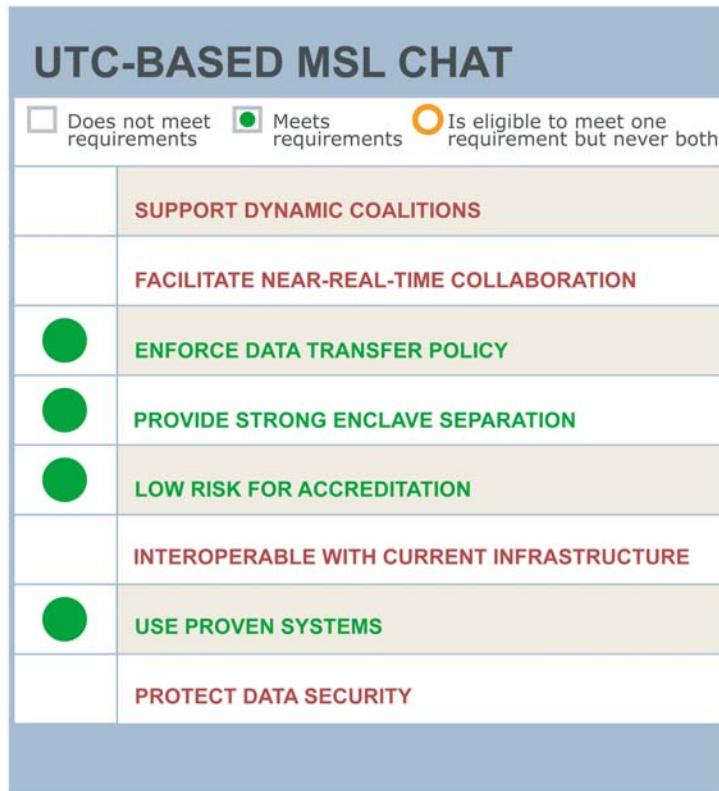 UTC-BASED MSL CHAT
Does not meet
requirements
Meets
requirements
Is eligible to meet one
requirement but never both
SUPPORT DYNAMIC COALITIONS
FACILITATE NEAR-REAL-TIME COLLABORATION
ENFORCE DATA TRANSFER POLICY
PROVIDE STRONG ENCLAVE SEPARATION
LOW RISK FOR ACCREDITATION
INTEROPERABLE WITH CURRENT INFRASTRUCTURE
USE PROVEN SYSTEMS
PROTECT DATA SECURITY